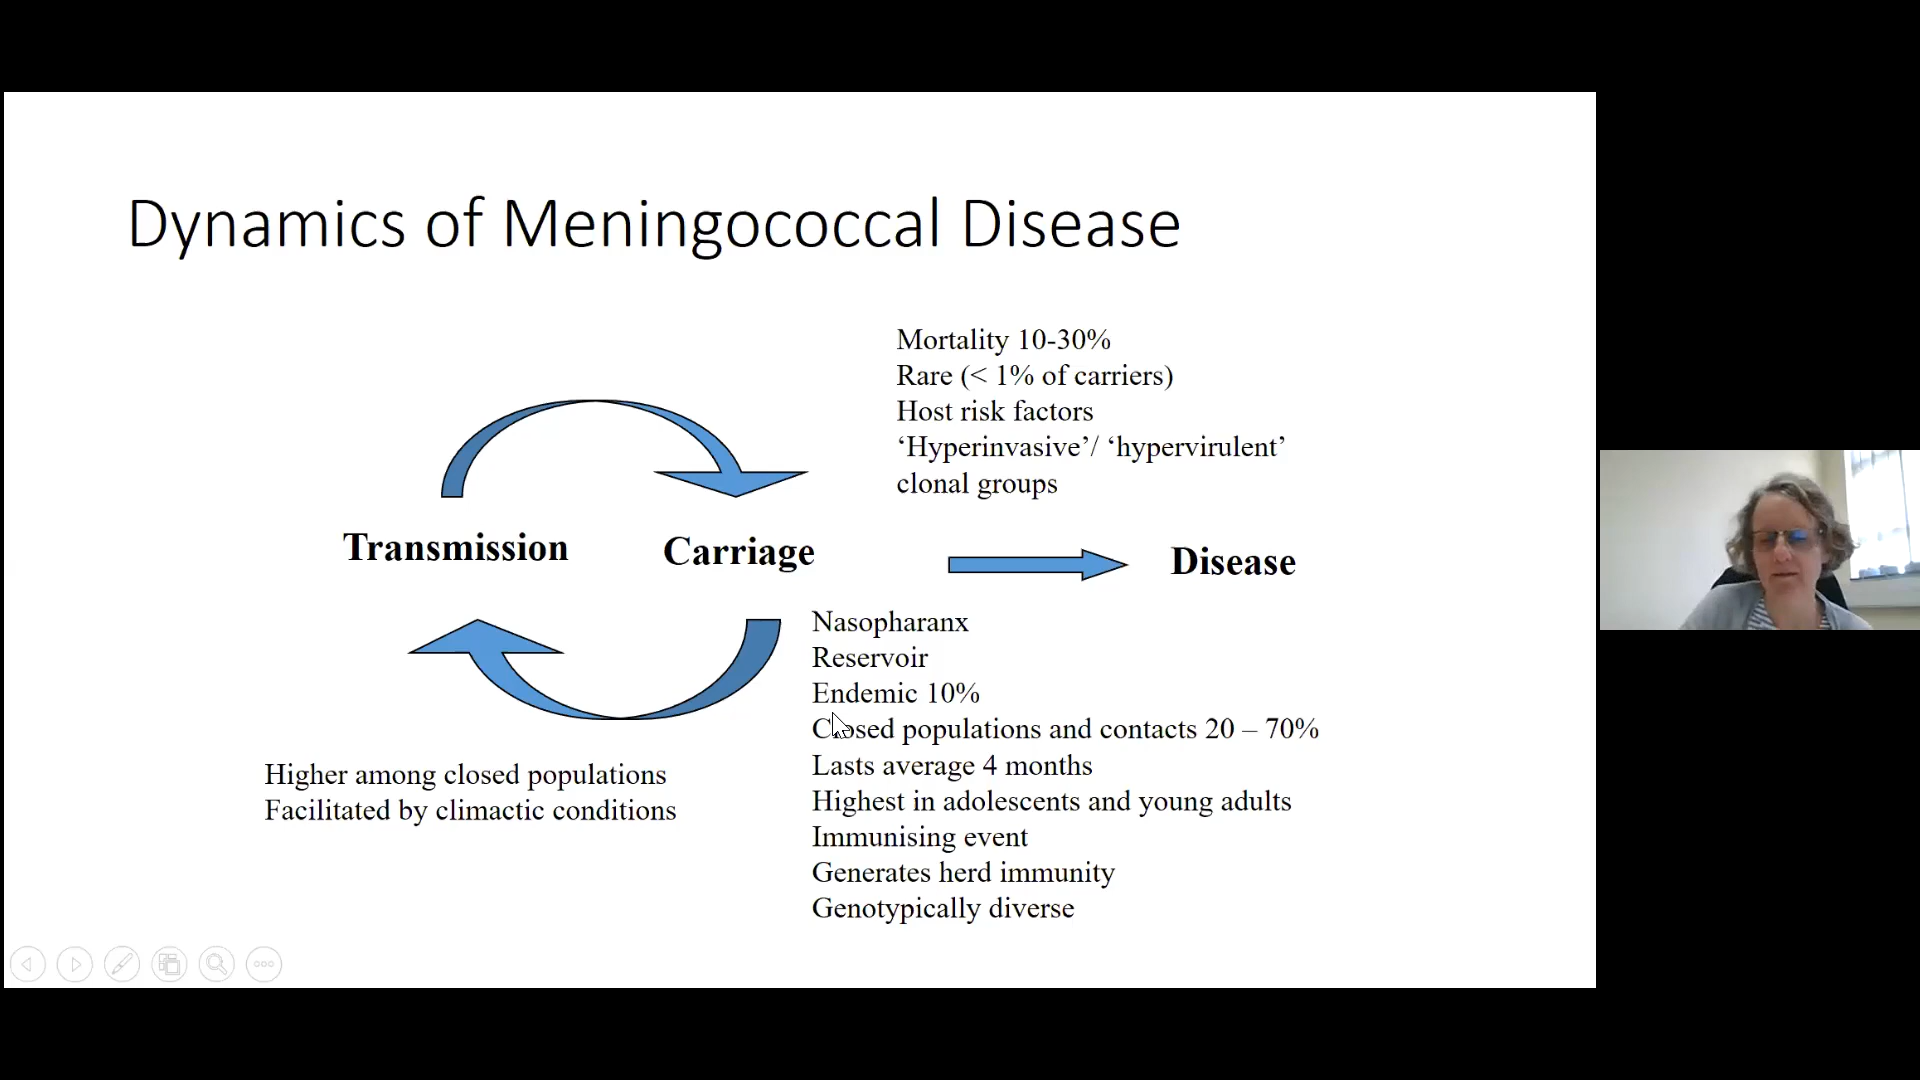 Dynamics of Meningococcal Disease
Mortality 10-30%
Rare (< 1% of carriers)
Host risk factors
‘Hyperinvasive’/ ‘hypervirulent’
clonal groups
Transmission
Carriage
Disease
Nasopharanx
Reservoir
Endemic 10%
Closed populations and contacts 20 – 70%
Lasts average 4 months
Highest in adolescents and young adults
Immunising event
Generates herd immunity
Genotypically diverse
Higher among closed populations
Facilitated by climactic conditions